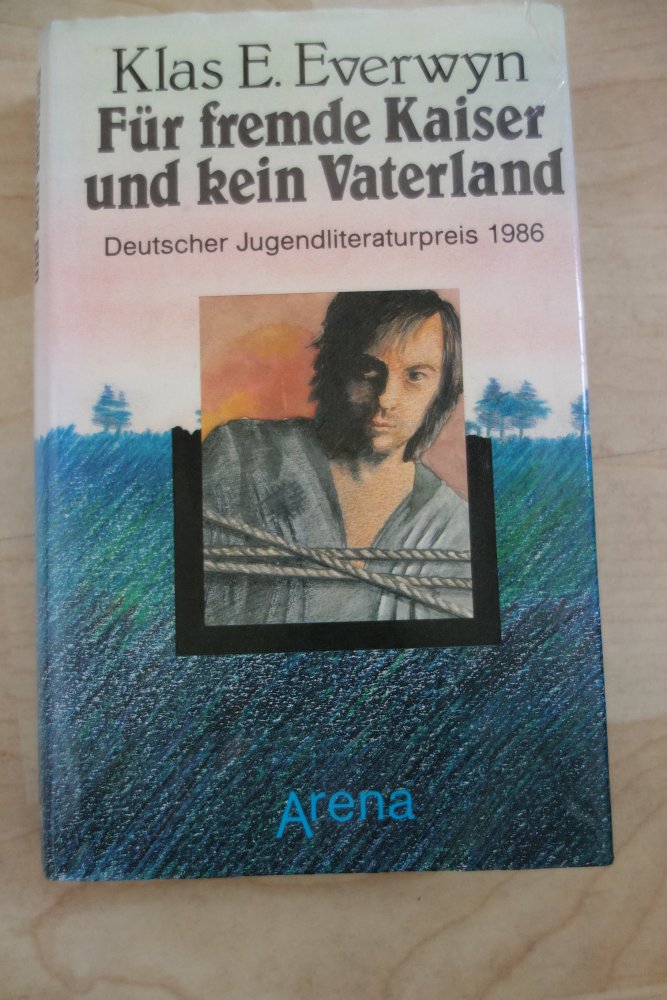 Klas E. Everwyn
Für fremde Kaiser
und kein Vaterland
Deutscher Jugendliteraturpreis 1986
Arena